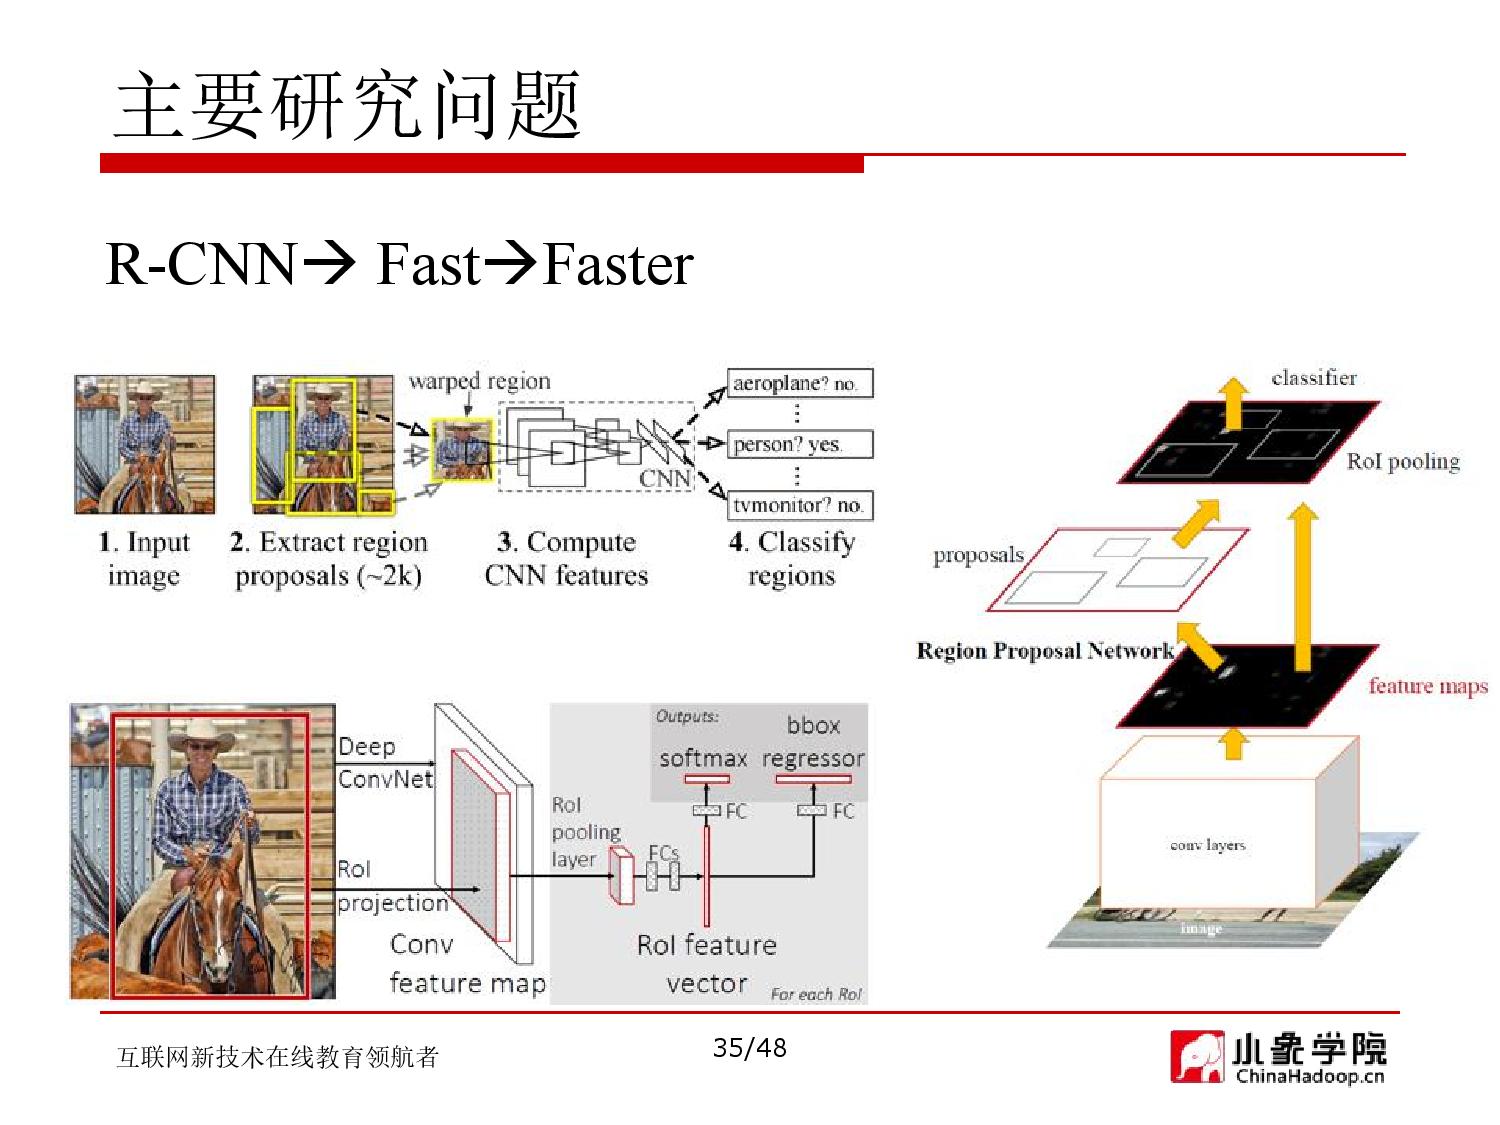 主要研究问题
R-CNN→ Fast→Faster
warped region
aeroplane? no.
person? yes.
tvmonitor? no.
CNN
1. Input
image
2. Extract region
proposals (~2k)
3. Compute
CNN features
4. Classify
regions
Deep
ConvNet
RoI
projection
Conv
feature map
RoI
pooling
layer
FCs
Outputs:
softmax
bbox
regressor
FC
FC
RoI feature
vector
For each RoI
classifier
RoI pooling
proposals
Region Proposal Network
feature maps
conv layers
image
互联网新技术在线教育领航者
35/48
小象学院
ChinaHadoop.cn